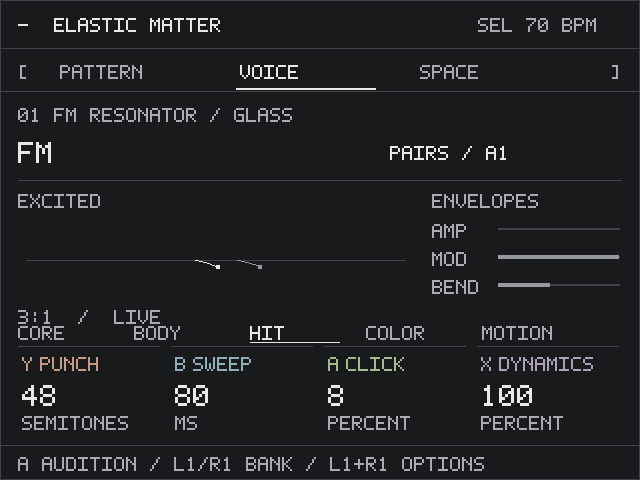 – ELASTIC MATTER SEL 70 BPM
[ PATTERN VOICE SPACE ]
01 FM RESONATOR / GLASS
FM PAIRS / A1
EXCITED ENVELOPES
AMP
MOD
BEND
3:1 / LIVE
CORE BODY HIT COLOR MOTION
Y PUNCH B SWEEP A CLICK X DYNAMICS
48 80 8 100
SEMITONES MS PERCENT PERCENT
A AUDITION / L1/R1 BANK / L1+R1 OPTIONS